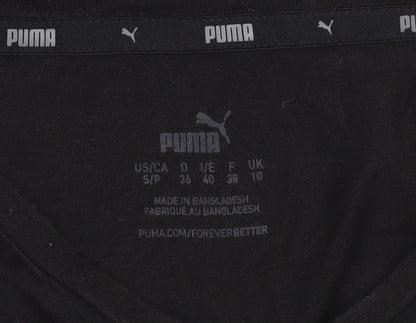 PUMA PUMA PUMA
PUMA
US/CA D I/E F UK
S/P 36 40 38 10
MADE IN BANGLADESH
FABRIQUÉ AU BANGLADESH
PUMA.COM/FOREVERBETTER